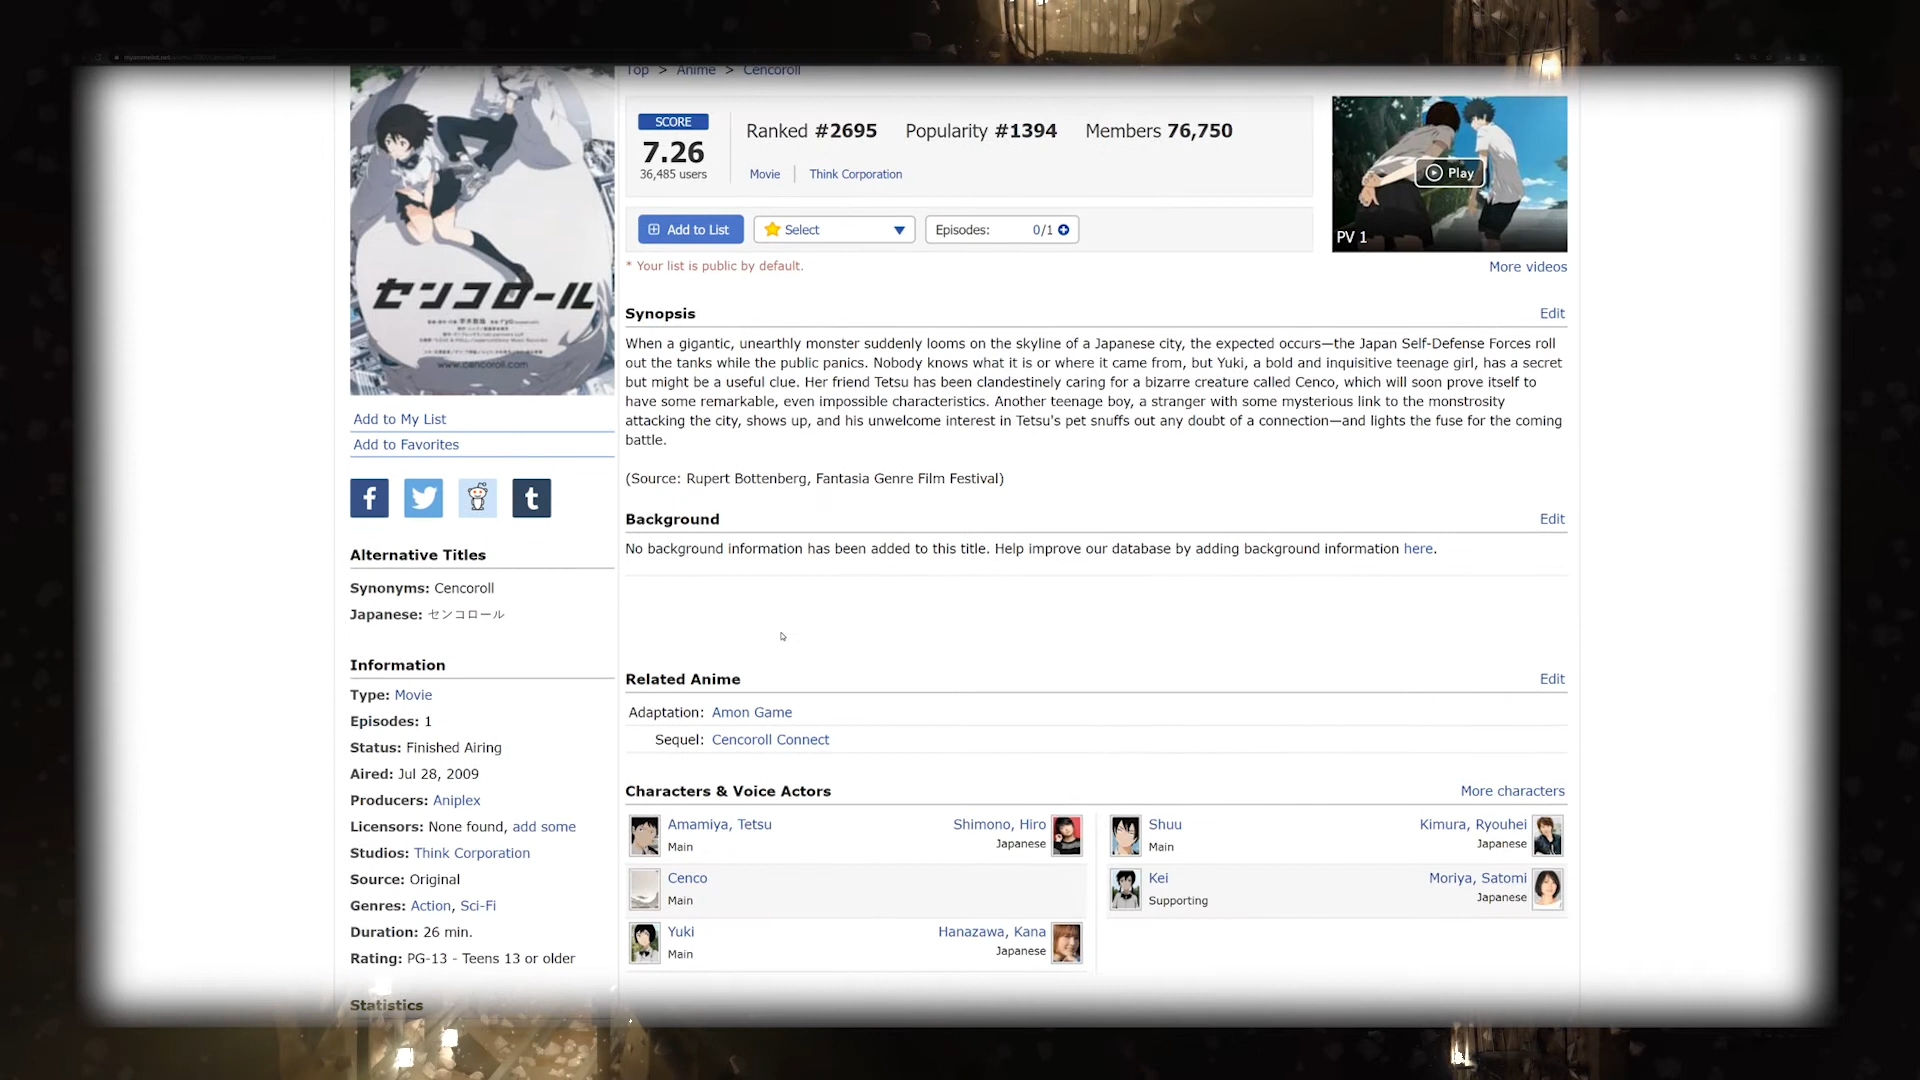 Top > Anime > Cencoroll
SCORE
7.26
36,485 users
Ranked #2695 Popularity #1394 Members 76,750
Movie Think Corporation
Add to List Select Episodes: 0/1
* Your list is public by default.
Play
PV 1
More videos
Synopsis Edit
When a gigantic, unearthly monster suddenly looms on the skyline of a Japanese city, the expected occurs—the Japan Self-Defense Forces roll
out the tanks while the public panics. Nobody knows what it is or where it came from, but Yuki, a bold and inquisitive teenage girl, has a secret
but might be a useful clue. Her friend Tetsu has been clandestinely caring for a bizarre creature called Cenco, which will soon prove itself to
have some remarkable, even impossible characteristics. Another teenage boy, a stranger with some mysterious link to the monstrosity
attacking the city, shows up, and his unwelcome interest in Tetsu's pet snuffs out any doubt of a connection—and lights the fuse for the coming
battle.
(Source: Rupert Bottenberg, Fantasia Genre Film Festival)
Background Edit
No background information has been added to this title. Help improve our database by adding background information here.
Related Anime Edit
Adaptation: Amon Game
Sequel: Cencoroll Connect
Characters & Voice Actors More characters
Amamiya, Tetsu Shimono, Hiro
Main Japanese
Cenco
Main
Yuki Hanazawa, Kana
Main Japanese
Shuu Kimura, Ryouhei
Main Japanese
Kei Moriya, Satomi
Supporting Japanese
センコロール
www.cencoroll.com
Add to My List
Add to Favorites
Alternative Titles
Synonyms: Cencoroll
Japanese: センコロール
Information
Type: Movie
Episodes: 1
Status: Finished Airing
Aired: Jul 28, 2009
Producers: Aniplex
Licensors: None found, add some
Studios: Think Corporation
Source: Original
Genres: Action, Sci-Fi
Duration: 26 min.
Rating: PG-13 - Teens 13 or older
Statistics